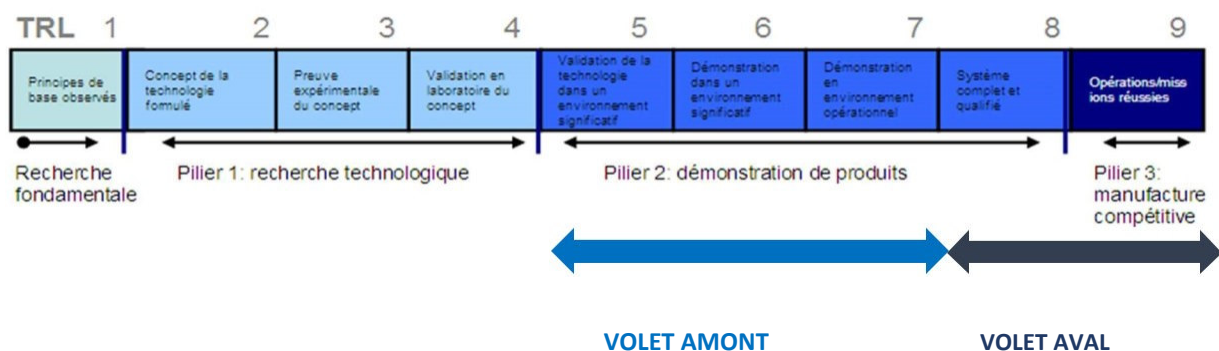 TRL 1 2 3 4 5 6 7 8 9
Principes de
base observés
Concept de la
technologie
formulé
Preuve
expérimentale
du concept
Validation en
laboratoire du
concept
Validation de la
technologie
dans un
environnement
significatif
Démonstration
dans un
environnement
significatif
Démonstration
en
environnement
opérationnel
Système
complet et
qualifié
Opérations/miss
ions réussies
Recherche
fondamentale
Pilier 1: recherche technologique
Pilier 2: démonstration de produits
Pilier 3:
manufacture
compétitive
VOLET AMONT
VOLET AVAL